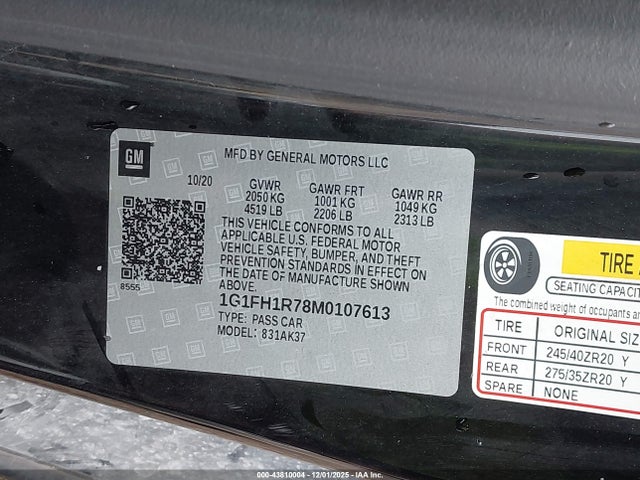 GM
MFD BY GENERAL MOTORS LLC
10/20
GVWR GAWR FRT GAWR RR
2050 KG 1001 KG 1049 KG
4519 LB 2206 LB 2313 LB
THIS VEHICLE CONFORMS TO ALL
APPLICABLE U.S. FEDERAL MOTOR
VEHICLE SAFETY, BUMPER, AND THEFT
PREVENTION STANDARDS IN EFFECT ON
THE DATE OF MANUFACTURE SHOWN
ABOVE.
8555
1G1FH1R78M0107613
TYPE: PASS CAR
MODEL: 831AK37
TIRE
SEATING CAPACIT
The combined weight of occupants an
TIRE ORIGINAL SIZ
FRONT 245/40ZR20 Y
REAR 275/35ZR20 Y
SPARE NONE
000-43810004 - 12/01/2025 - IAA Inc.